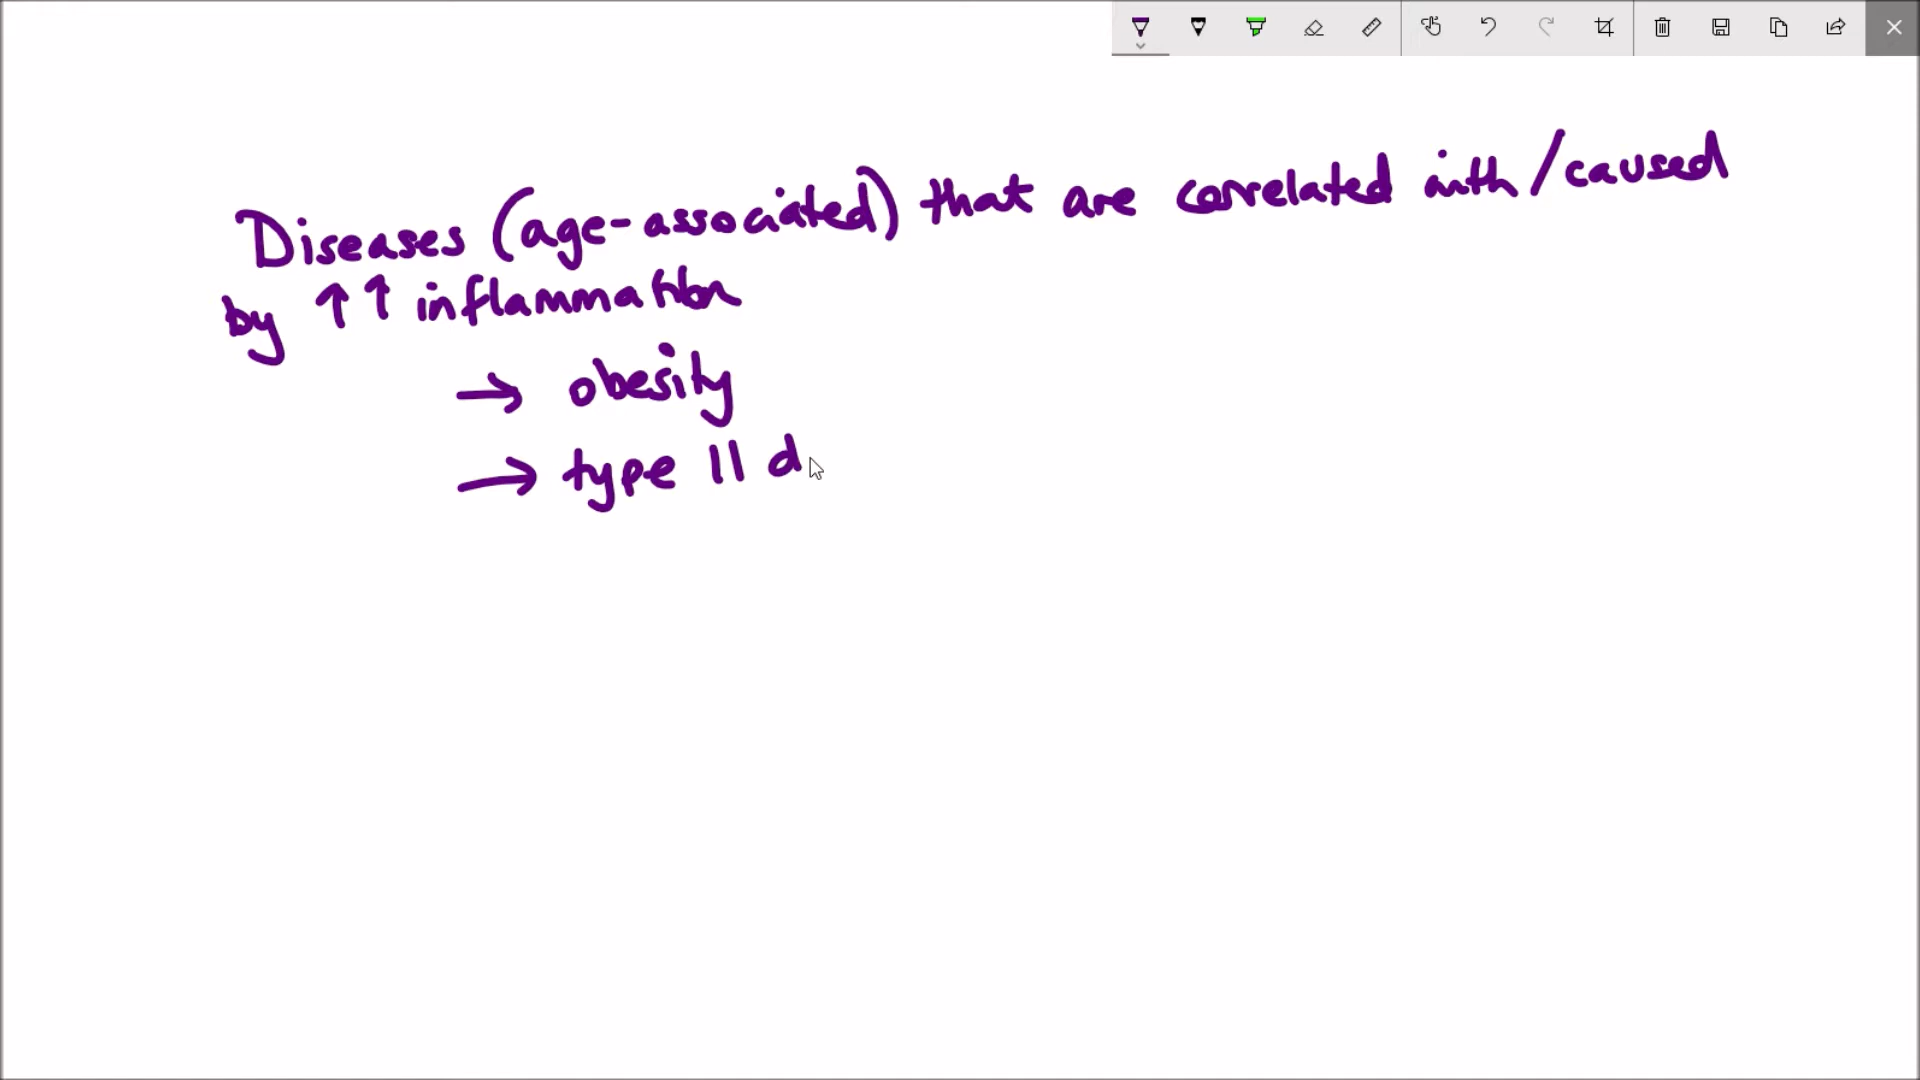 Diseases (age-associated) that are correlated with/caused
by ↑↑ inflammation
→ obesity
→ type II d